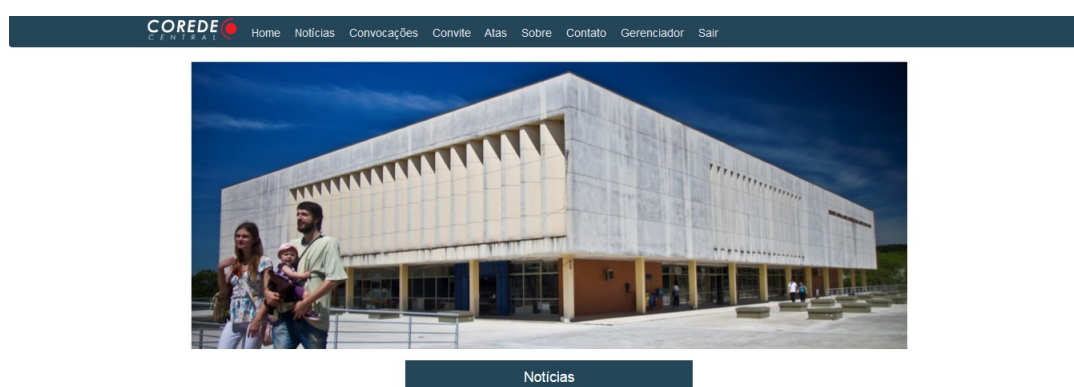 COREDE
CENTRAL
Home Notícias Convocações Convite Atas Sobre Contato Gerenciador Sair
Notícias